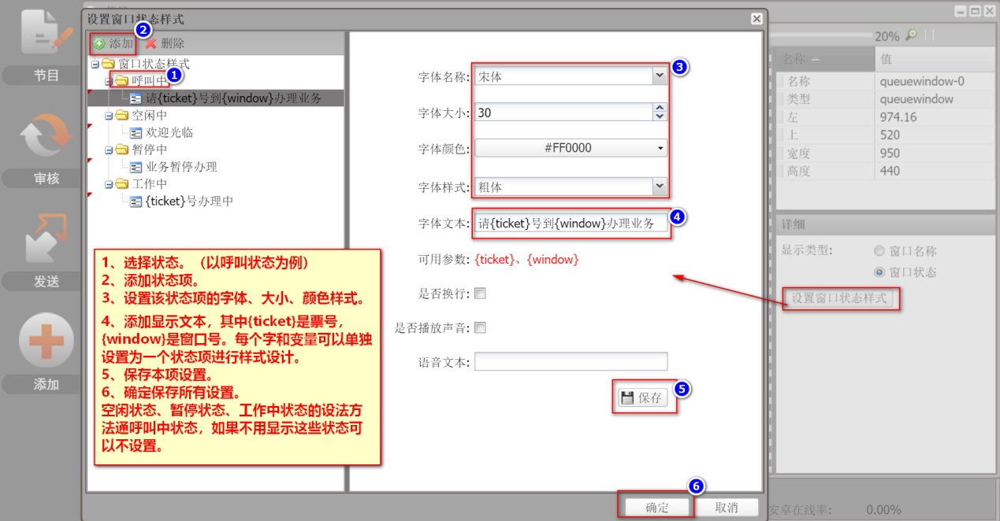 设置窗口状态样式
添加
删除
窗口状态样式
呼叫中
请{ticket}号到{window}办理业务
空闲中
欢迎光临
暂停中
业务暂停办理
工作中
{ticket}号办理中
1
2
1、选择状态。（以呼叫状态为例）
2、添加状态项。
3、设置该状态项的字体、大小、颜色样式。
4、添加显示文本，其中{ticket}是票号，
{window}是窗口号。每个字和变量可以单独
设置为一个状态项进行样式设计。
5、保存本项设置。
6、确定保存所有设置。
空闲状态、暂停状态、工作中状态的设法方
法通呼叫中状态，如果不用显示这些状态可
以不设置。
字体名称: 宋体
3
字体大小: 30
字体颜色: #FF0000
字体样式: 粗体
字体文本: 请{ticket}号到{window}办理业务
4
可用参数: {ticket}、{window}
是否换行:
是否播放声音:
语音文本:
保存
5
确定
6
取消
节目
审核
发送
添加
20%
名称 值
名称 queuewindow-0
类型 queuewindow
左 974.16
上 520
宽度 950
高度 440
详细
显示类型: 窗口名称
窗口状态
设置窗口状态样式
安卓在线率: 0.00%